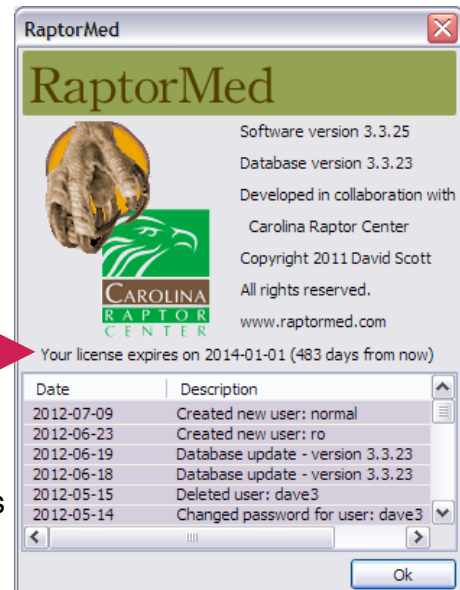 RaptorMed
RaptorMed
Software version 3.3.25
Database version 3.3.23
Developed in collaboration with
Carolina Raptor Center
Copyright 2011 David Scott
All rights reserved.
www.raptormed.com
CAROLINA
RAPTOR
CENTER
Your license expires on 2014-01-01 (483 days from now)
Date Description
2012-07-09 Created new user: normal
2012-06-23 Created new user: ro
2012-06-19 Database update - version 3.3.23
2012-06-18 Database update - version 3.3.23
2012-05-15 Deleted user: dave3
2012-05-14 Changed password for user: dave3
s
Ok